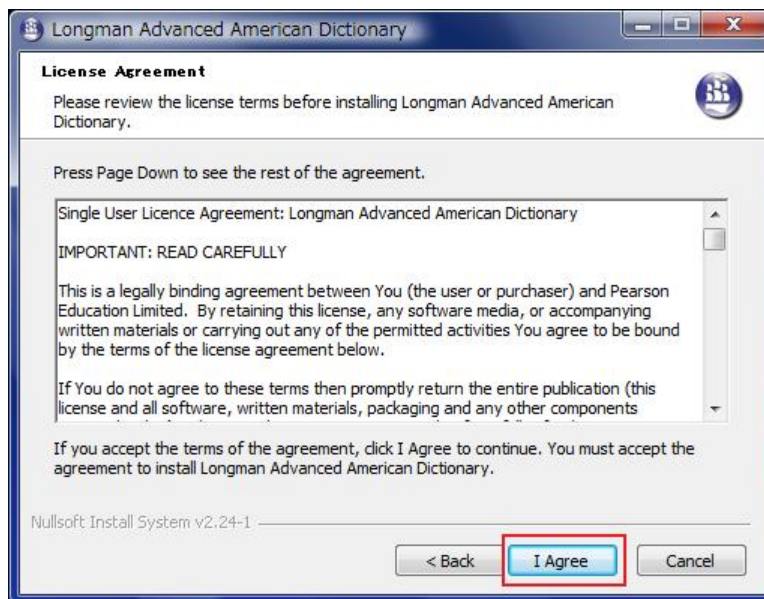 Longman Advanced American Dictionary
License Agreement
Please review the license terms before installing Longman Advanced American
Dictionary.
Press Page Down to see the rest of the agreement.
Single User Licence Agreement: Longman Advanced American Dictionary
IMPORTANT: READ CAREFULLY
This is a legally binding agreement between You (the user or purchaser) and Pearson
Education Limited.  By retaining this license, any software media, or accompanying
written materials or carrying out any of the permitted activities You agree to be bound
by the terms of the license agreement below.
If You do not agree to these terms then promptly return the entire publication (this
license and all software, written materials, packaging and any other components
If you accept the terms of the agreement, click I Agree to continue. You must accept the
agreement to install Longman Advanced American Dictionary.
Nullsoft Install System v2.24-1
< Back I Agree Cancel